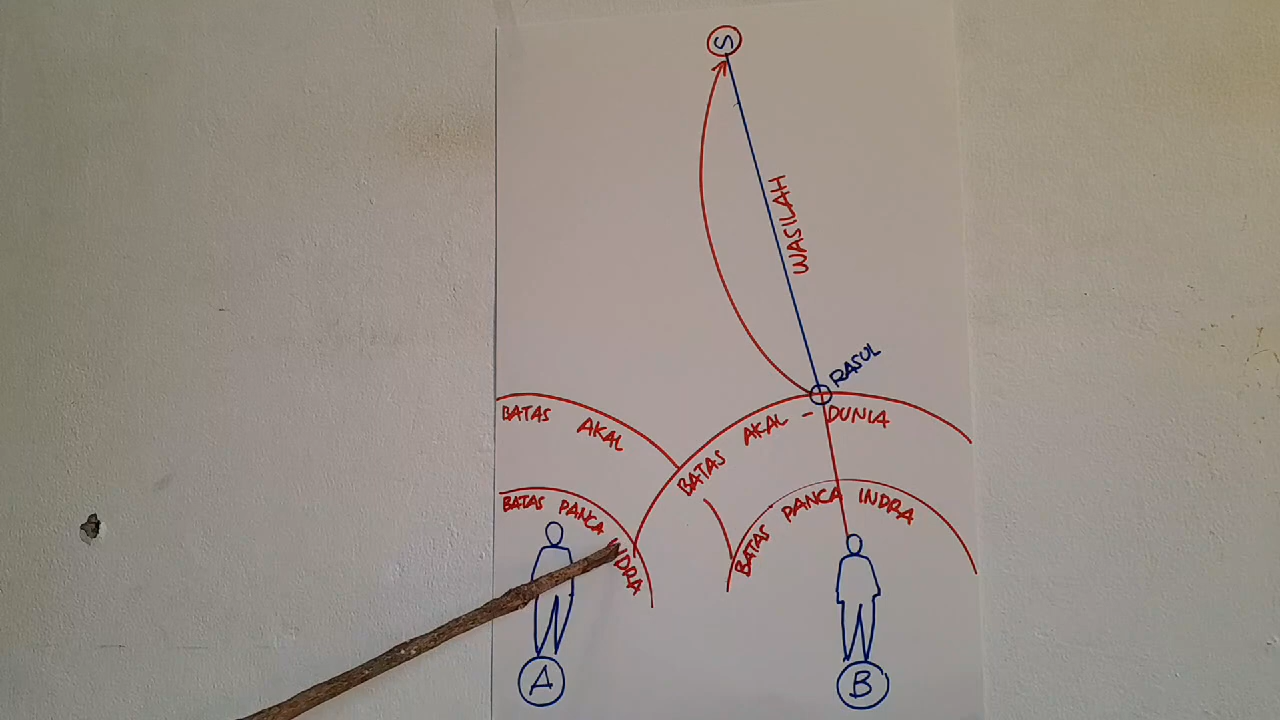 S
WASILAH
RASUL
BATAS AKAL
BATAS AKAL - DUNIA
BATAS PANCA INDRA
BATAS PANCA INDRA
A
B